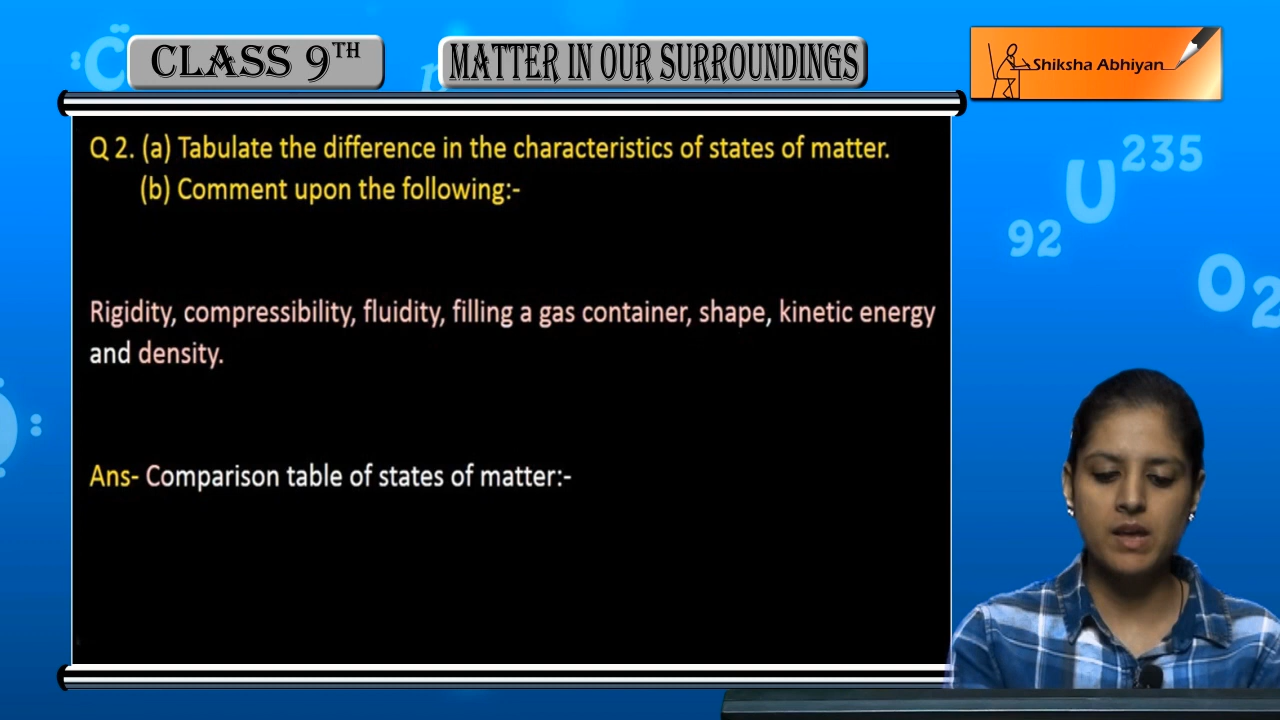 CLASS 9TH
MATTER IN OUR SURROUNDINGS
Shiksha Abhiyan
Q 2. (a) Tabulate the difference in the characteristics of states of matter.
(b) Comment upon the following:-
Rigidity, compressibility, fluidity, filling a gas container, shape, kinetic energy
and density.
Ans- Comparison table of states of matter:-
U 235
92
O2